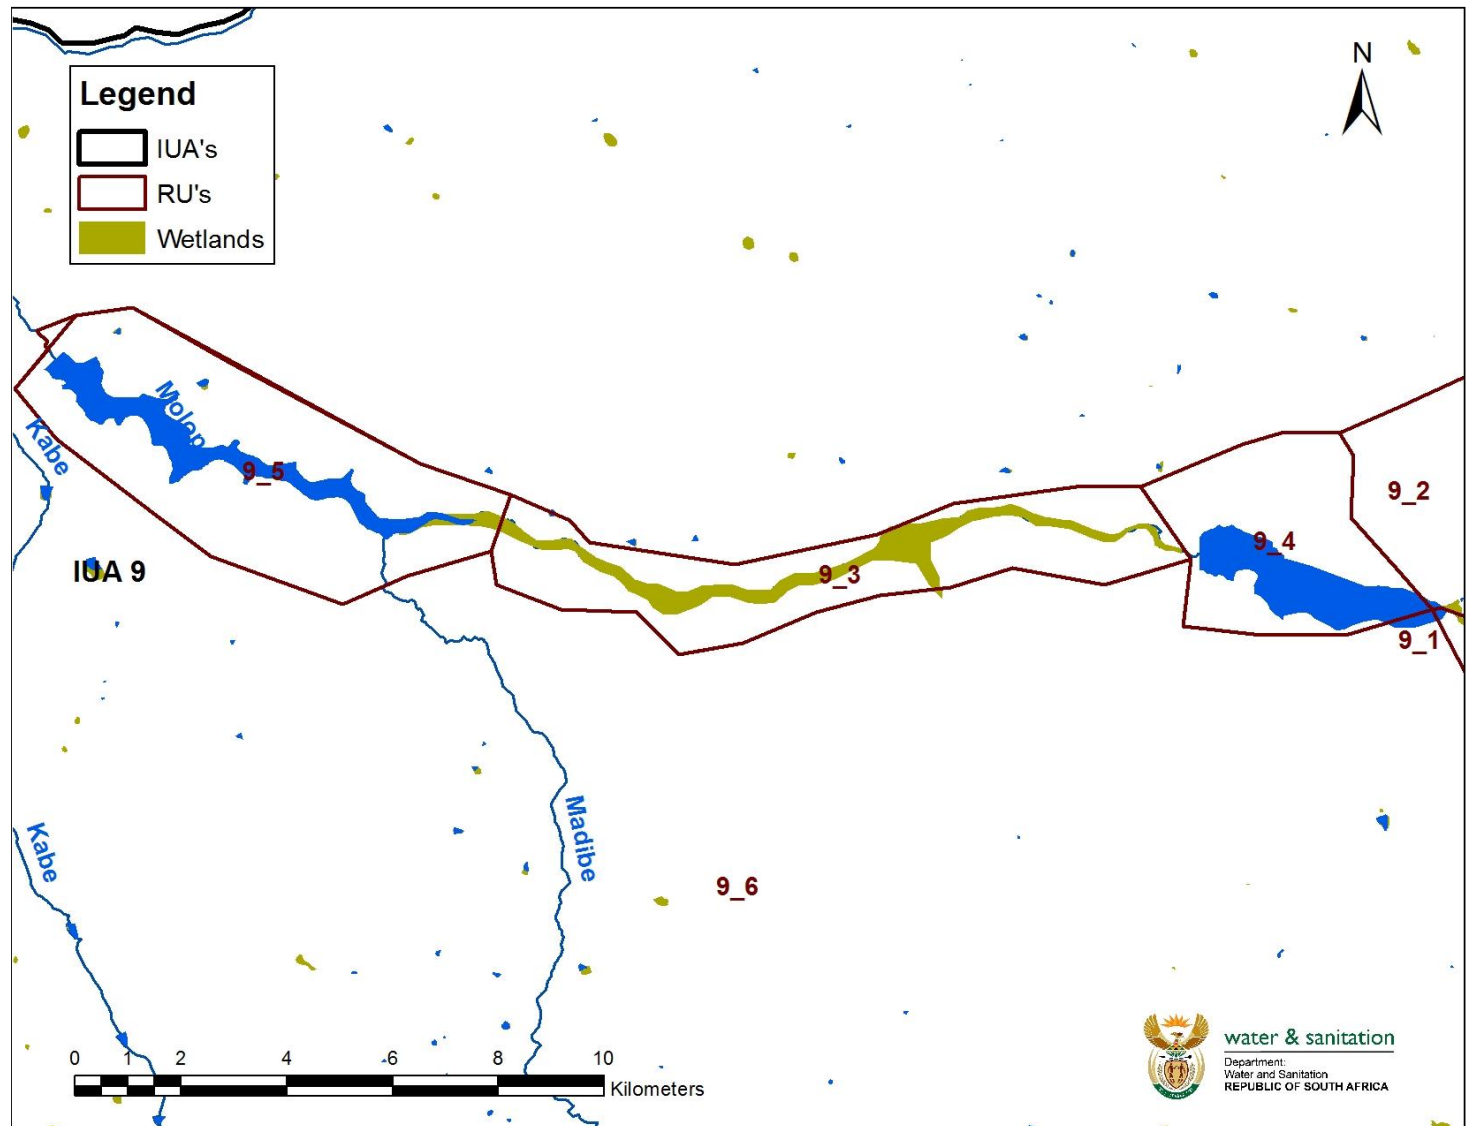 N
Legend
IUA's
RU's
Wetlands
Molop
Kabe
9_5
IUA 9
9_3
9_4
9_2
9_1
Madibe
Kabe
9_6
0 1 2 4 6 8 10
Kilometers
water & sanitation
Department:
Water and Sanitation
REPUBLIC OF SOUTH AFRICA